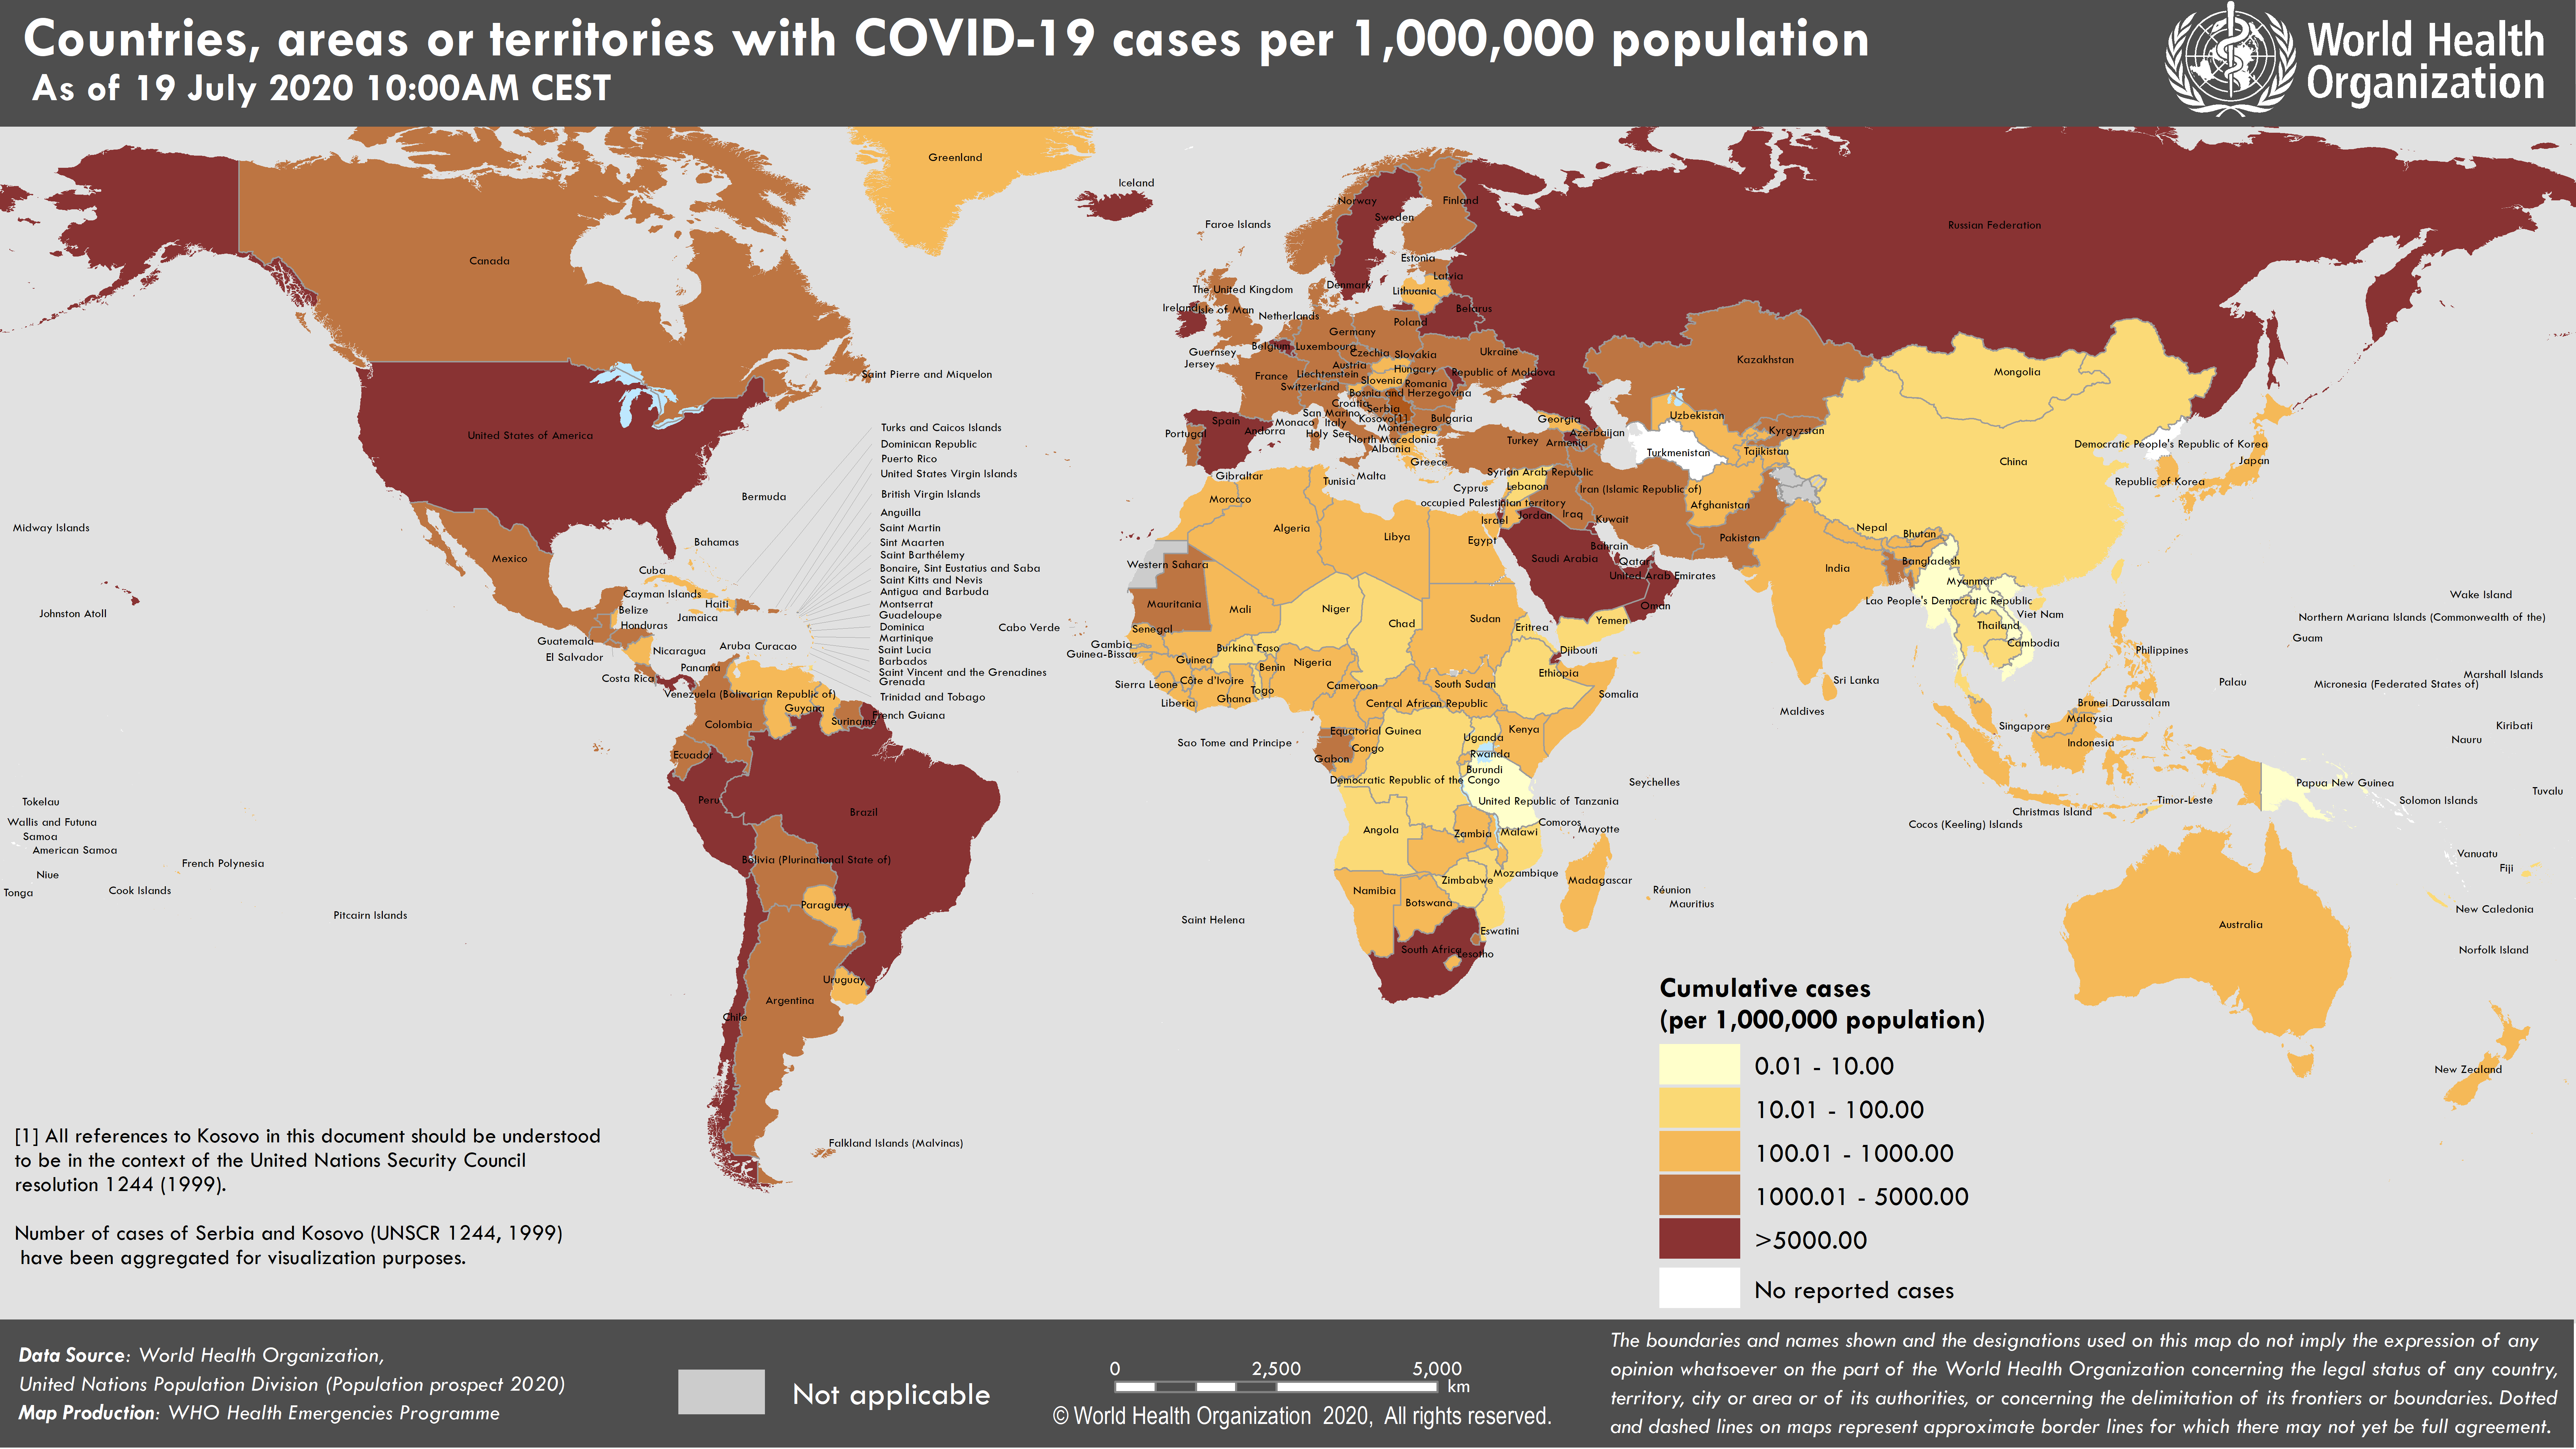 Countries, areas or territories with COVID-19 cases per 1,000,000 population
As of 19 July 2020 10:00AM CEST
World Health
Organization
Greenland
Iceland
Faroe Islands
Norway
Sweden
Finland
Russian Federation
Canada
Estonia
Latvia
Denmark
Lithuania
The United Kingdom
Ireland
Isle of Man
Netherlands
Belarus
Poland
Germany
Guernsey
Jersey
Belgium
Luxembourg
Czechia
Slovakia
Ukraine
Austria
France
Liechtenstein
Hungary
Switzerland
Slovenia
Romania
Republic of Moldova
Bosnia and Herzegovina
Croatia
Serbia
San Marino
Kosovo[1]
Bulgaria
Spain
Andorra
Monaco
Italy
Montenegro
Portugal
Holy See
North Macedonia
Albania
Greece
Georgia
Azerbaijan
Turkey
Armenia
Kazakhstan
Mongolia
Uzbekistan
Kyrgyzstan
Turkmenistan
Tajikistan
China
Democratic People's Republic of Korea
Japan
Republic of Korea
Saint Pierre and Miquelon
United States of America
Turks and Caicos Islands
Dominican Republic
Puerto Rico
United States Virgin Islands
British Virgin Islands
Anguilla
Saint Martin
Sint Maarten
Saint Barthélemy
Bonaire, Sint Eustatius and Saba
Saint Kitts and Nevis
Antigua and Barbuda
Montserrat
Guadeloupe
Dominica
Martinique
Saint Lucia
Barbados
Saint Vincent and the Grenadines
Grenada
Trinidad and Tobago
Bermuda
Midway Islands
Bahamas
Mexico
Cuba
Johnston Atoll
Cayman Islands
Belize
Haiti
Jamaica
Honduras
Guatemala
El Salvador
Nicaragua
Aruba
Curacao
Panama
Costa Rica
Venezuela (Bolivarian Republic of)
Guyana
Suriname
French Guiana
Colombia
Ecuador
Peru
Brazil
Bolivia (Plurinational State of)
Paraguay
Uruguay
Argentina
Chile
Falkland Islands (Malvinas)
Tokelau
Wallis and Futuna
Samoa
American Samoa
French Polynesia
Niue
Tonga
Cook Islands
Pitcairn Islands
Gibraltar
Tunisia
Malta
Morocco
Algeria
Libya
Egypt
Western Sahara
Cabo Verde
Mauritania
Mali
Niger
Chad
Sudan
Eritrea
Senegal
Gambia
Guinea-Bissau
Guinea
Burkina Faso
Benin
Nigeria
Djibouti
Ethiopia
Somalia
Sierra Leone
Côte d'Ivoire
Liberia
Ghana
Togo
Cameroon
South Sudan
Central African Republic
Sao Tome and Principe
Equatorial Guinea
Congo
Gabon
Uganda
Kenya
Rwanda
Burundi
Democratic Republic of the Congo
United Republic of Tanzania
Seychelles
Angola
Zambia
Malawi
Comoros
Mayotte
Mozambique
Zimbabwe
Madagascar
Namibia
Botswana
Réunion
Mauritius
Saint Helena
Eswatini
South Africa
Lesotho
Syrian Arab Republic
Cyprus
Lebanon
occupied Palestinian territory
Israel
Jordan
Iraq
Kuwait
Iran (Islamic Republic of)
Afghanistan
Pakistan
Saudi Arabia
Bahrain
Qatar
United Arab Emirates
Oman
Yemen
Nepal
Bhutan
India
Bangladesh
Myanmar
Lao People's Democratic Republic
Viet Nam
Thailand
Cambodia
Philippines
Sri Lanka
Maldives
Brunei Darussalam
Malaysia
Singapore
Indonesia
Wake Island
Northern Mariana Islands (Commonwealth of the)
Guam
Marshall Islands
Palau
Micronesia (Federated States of)
Kiribati
Nauru
Papua New Guinea
Tuvalu
Solomon Islands
Timor-Leste
Christmas Island
Cocos (Keeling) Islands
Vanuatu
Fiji
New Caledonia
Australia
Norfolk Island
New Zealand
Cumulative cases
(per 1,000,000 population)
0.01 - 10.00
10.01 - 100.00
100.01 - 1000.00
1000.01 - 5000.00
>5000.00
No reported cases
[1] All references to Kosovo in this document should be understood
to be in the context of the United Nations Security Council
resolution 1244 (1999).
Number of cases of Serbia and Kosovo (UNSCR 1244, 1999)
have been aggregated for visualization purposes.
Data Source: World Health Organization,
United Nations Population Division (Population prospect 2020)
Map Production: WHO Health Emergencies Programme
Not applicable
0 2,500 5,000
km
© World Health Organization 2020, All rights reserved.
The boundaries and names shown and the designations used on this map do not imply the expression of any
opinion whatsoever on the part of the World Health Organization concerning the legal status of any country,
territory, city or area or of its authorities, or concerning the delimitation of its frontiers or boundaries. Dotted
and dashed lines on maps represent approximate border lines for which there may not yet be full agreement.